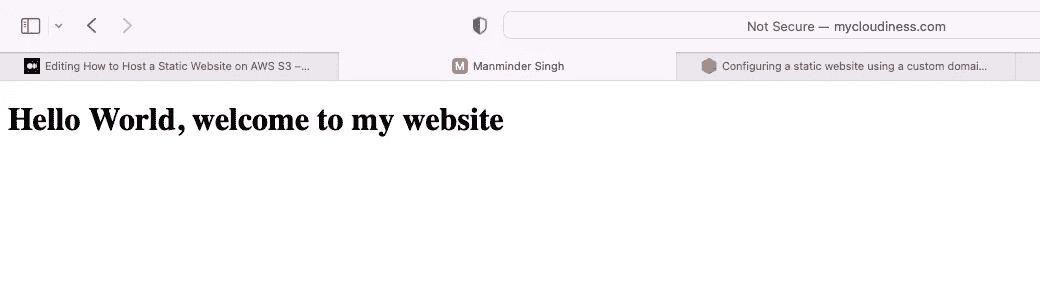 Not Secure — mycloudiness.com
Editing How to Host a Static Website on AWS S3 –...
M Manminder Singh
Configuring a static website using a custom domai...
Hello World, welcome to my website